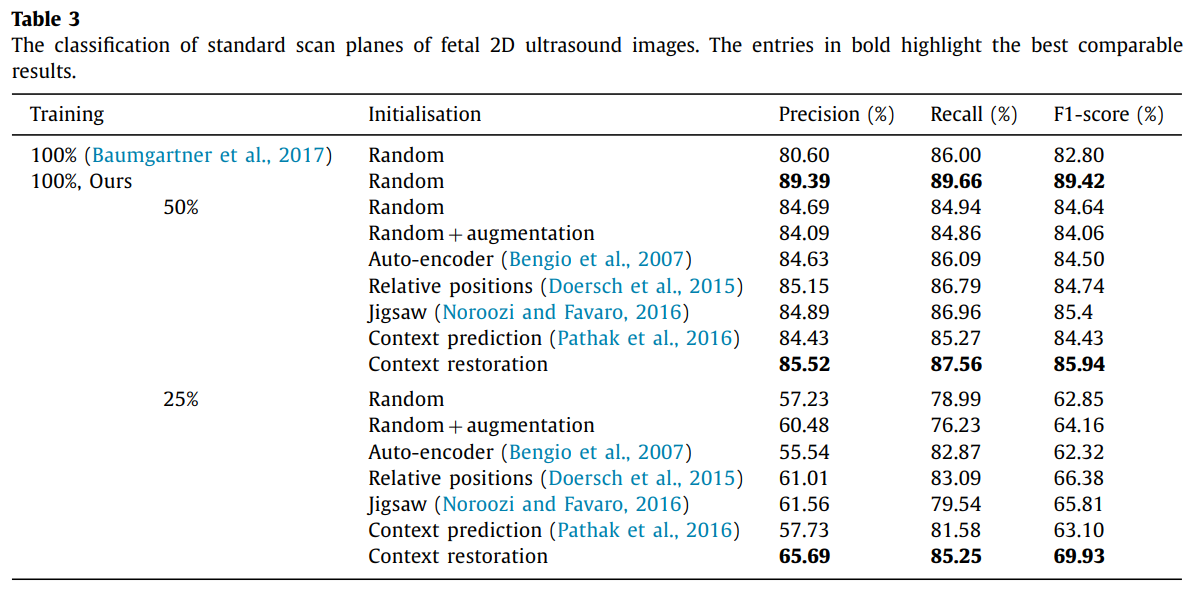 Table 3
The classification of standard scan planes of fetal 2D ultrasound images. The entries in bold highlight the best comparable
results.
Training Initialisation Precision (%) Recall (%) F1-score (%)
100% (Baumgartner et al., 2017) Random 80.60 86.00 82.80
100%, Ours Random 89.39 89.66 89.42
50% Random 84.69 84.94 84.64
Random + augmentation 84.09 84.86 84.06
Auto-encoder (Bengio et al., 2007) 84.63 86.09 84.50
Relative positions (Doersch et al., 2015) 85.15 86.79 84.74
Jigsaw (Noroozi and Favaro, 2016) 84.89 86.96 85.4
Context prediction (Pathak et al., 2016) 84.43 85.27 84.43
Context restoration 85.52 87.56 85.94
25% Random 57.23 78.99 62.85
Random + augmentation 60.48 76.23 64.16
Auto-encoder (Bengio et al., 2007) 55.54 82.87 62.32
Relative positions (Doersch et al., 2015) 61.01 83.09 66.38
Jigsaw (Noroozi and Favaro, 2016) 61.56 79.54 65.81
Context prediction (Pathak et al., 2016) 57.73 81.58 63.10
Context restoration 65.69 85.25 69.93